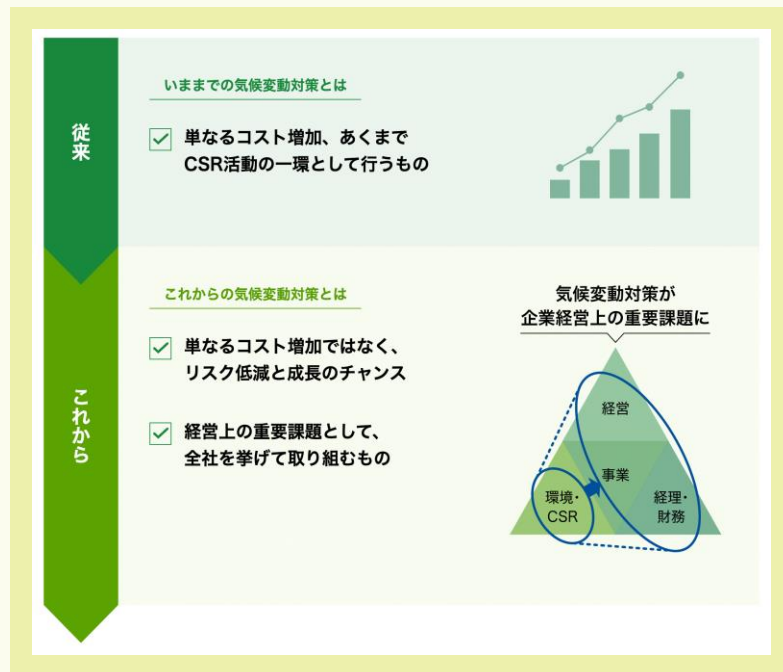 従来
いままでの気候変動対策とは
単なるコスト増加、あくまで
CSR活動の一環として行うもの
これから
これからの気候変動対策とは
単なるコスト増加ではなく、
リスク低減と成長のチャンス
経営上の重要課題として、
全社を挙げて取り組むもの
気候変動対策が
企業経営上の重要課題に
経営
事業
環境・
CSR
経理・
財務